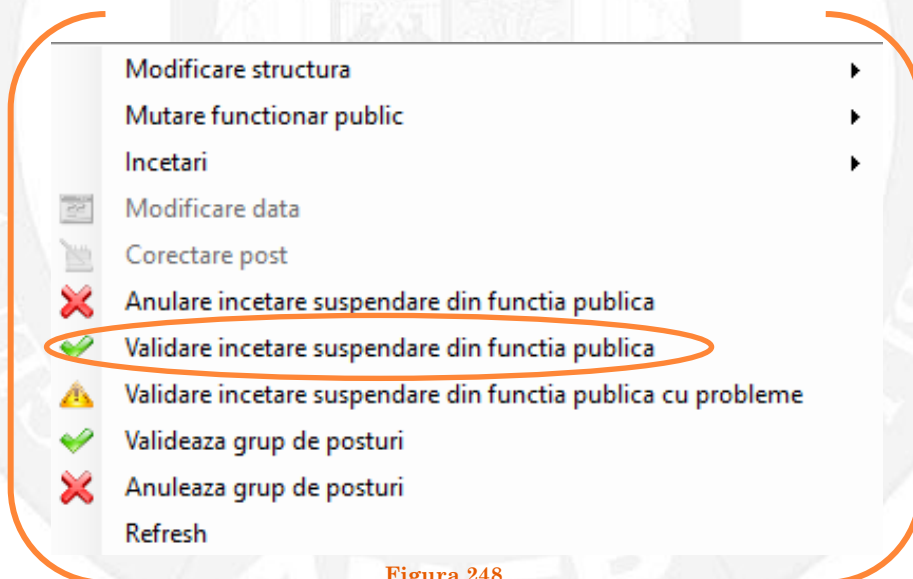 Modificare structura
Mutare functionar public
Incetari
Modificare data
Corectare post
Anulare incetare suspendare din functia publica
Validare incetare suspendare din functia publica
Validare incetare suspendare din functia publica cu probleme
Valideaza grup de posturi
Anuleaza grup de posturi
Refresh
Figura 248